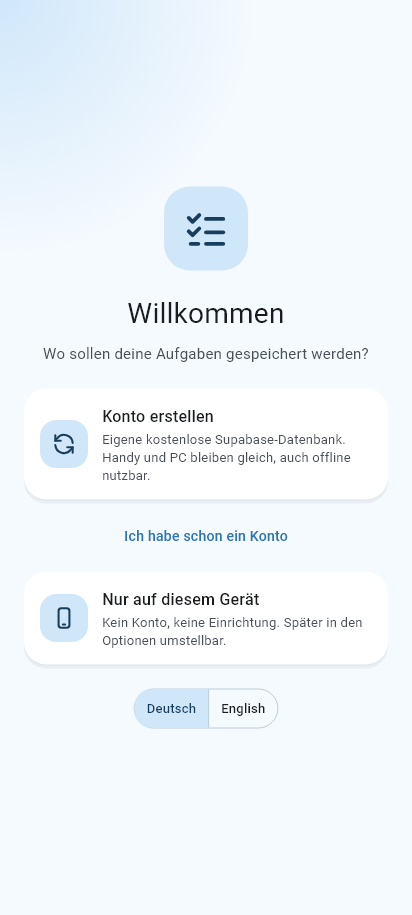 Willkommen
Wo sollen deine Aufgaben gespeichert werden?
Konto erstellen
Eigene kostenlose Supabase-Datenbank.
Handy und PC bleiben gleich, auch offline
nutzbar.
Ich habe schon ein Konto
Nur auf diesem Gerät
Kein Konto, keine Einrichtung. Später in den
Optionen umstellbar.
Deutsch English